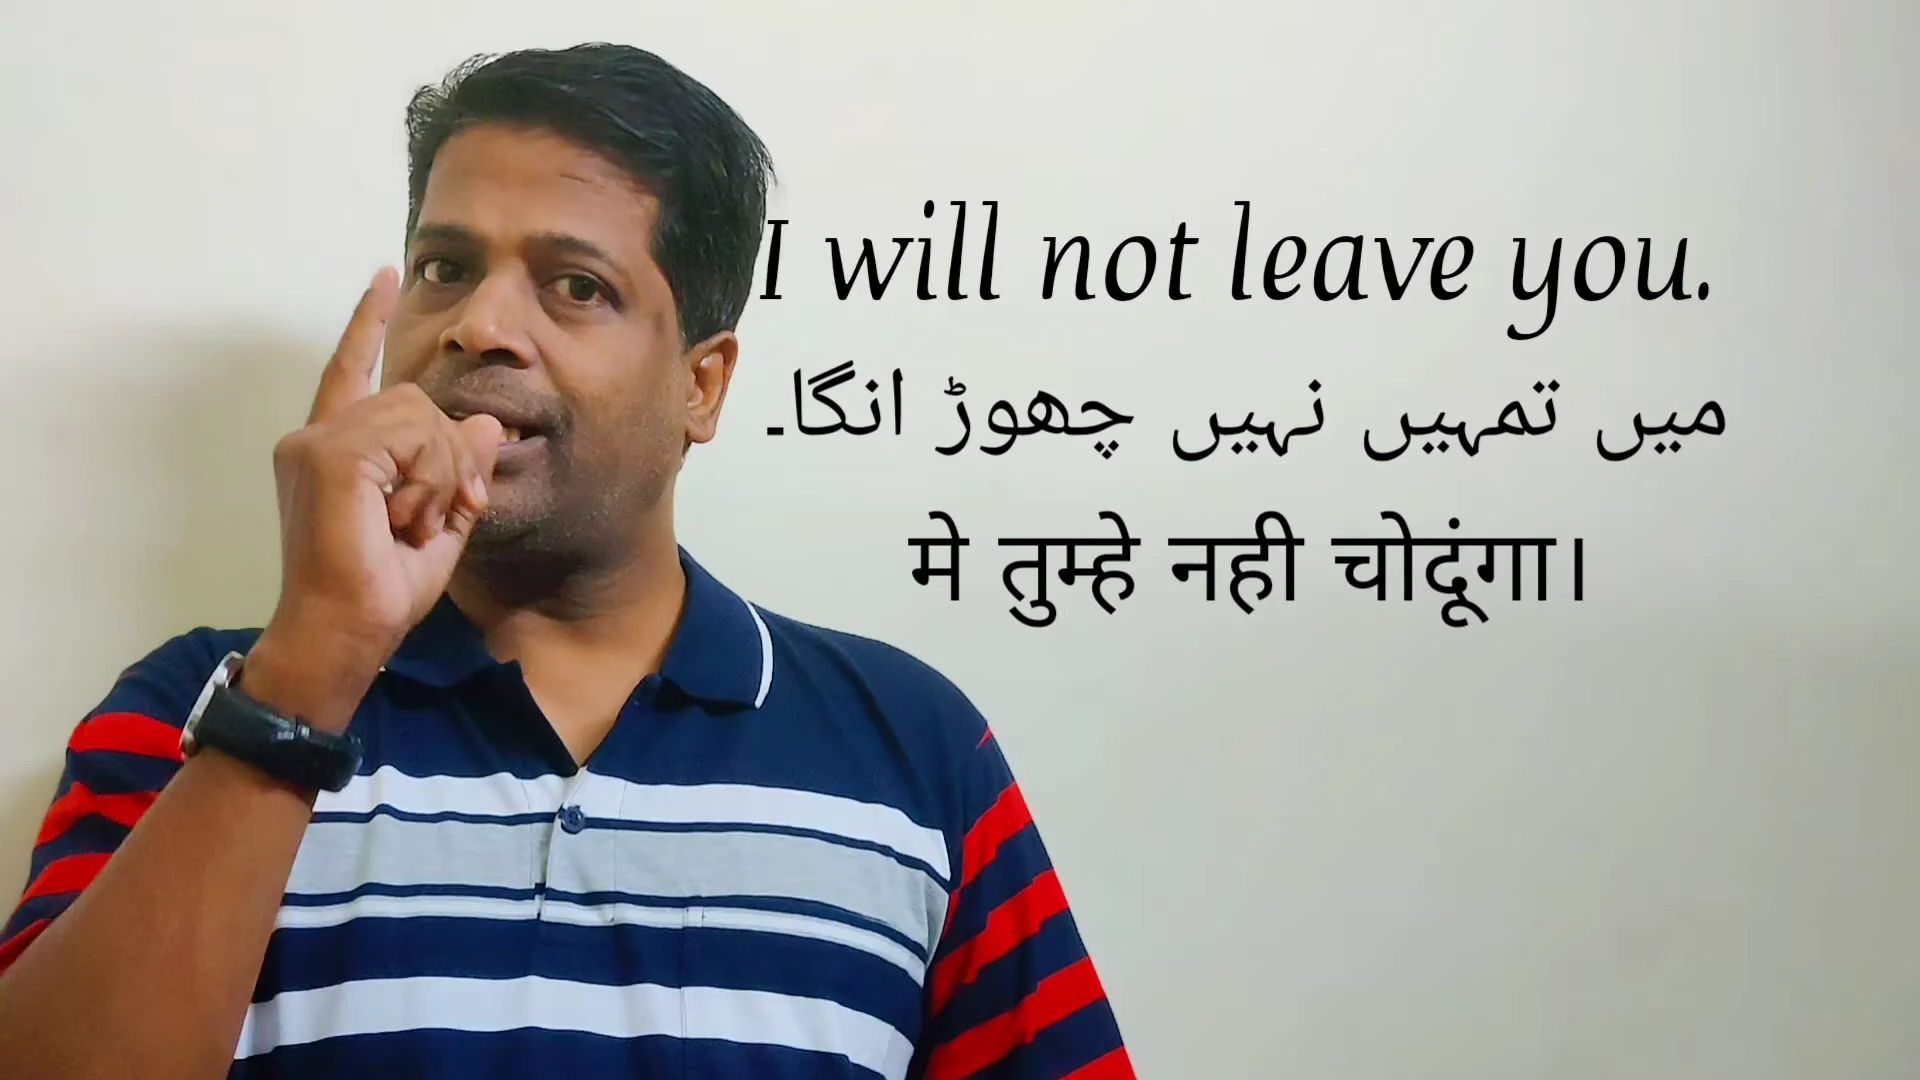 I will not leave you.
میں تمہیں نہیں چھوڑ انگا۔
मे तुम्हे नही चोदूंगा।